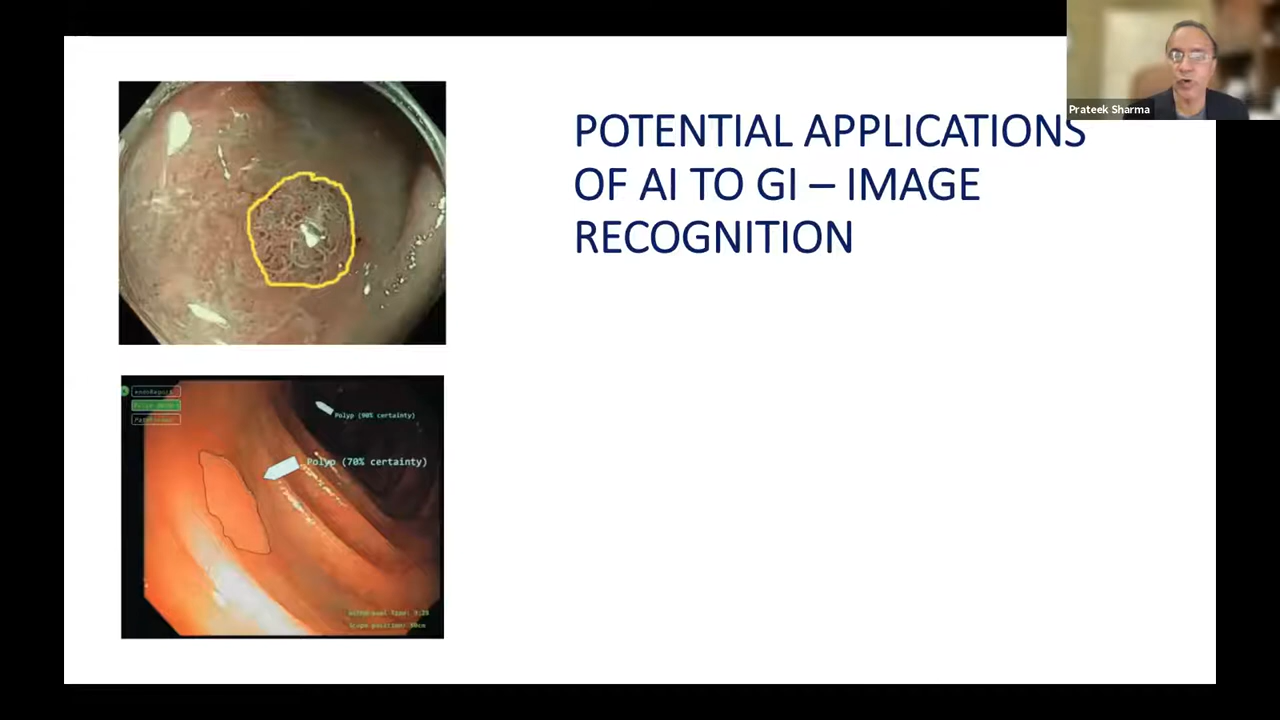 Prateek Sharma
POTENTIAL APPLICATIONS
OF AI TO GI – IMAGE
RECOGNITION
Polyp (90% certainty)
Polyp (70% certainty)